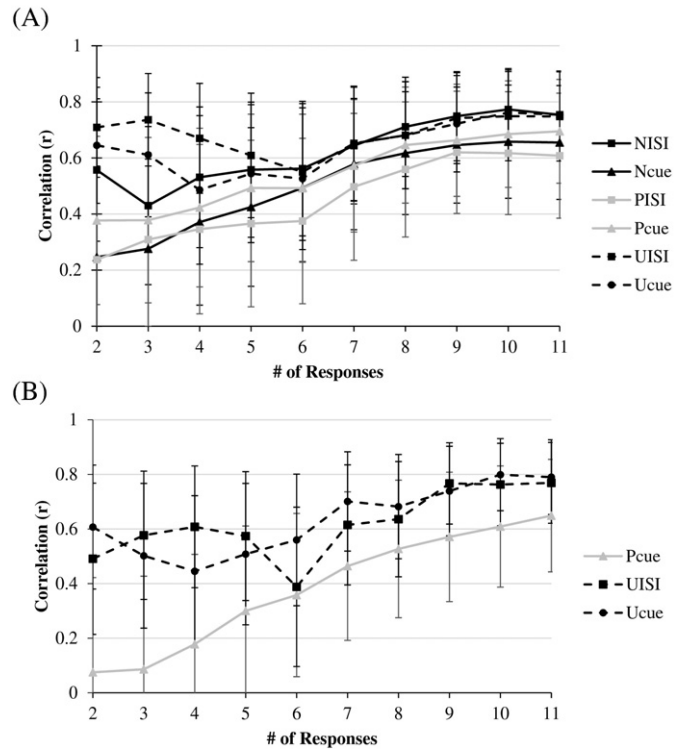 (A)
1
0.8
0.6
0.4
0.2
0
Correlation (r)
2 3 4 5 6 7 8 9 10 11
# of Responses
NISI
Ncue
PISI
Pcue
UISI
Ucue
(B)
1
0.8
0.6
0.4
0.2
0
Correlation (r)
2 3 4 5 6 7 8 9 10 11
# of Responses
Pcue
UISI
Ucue